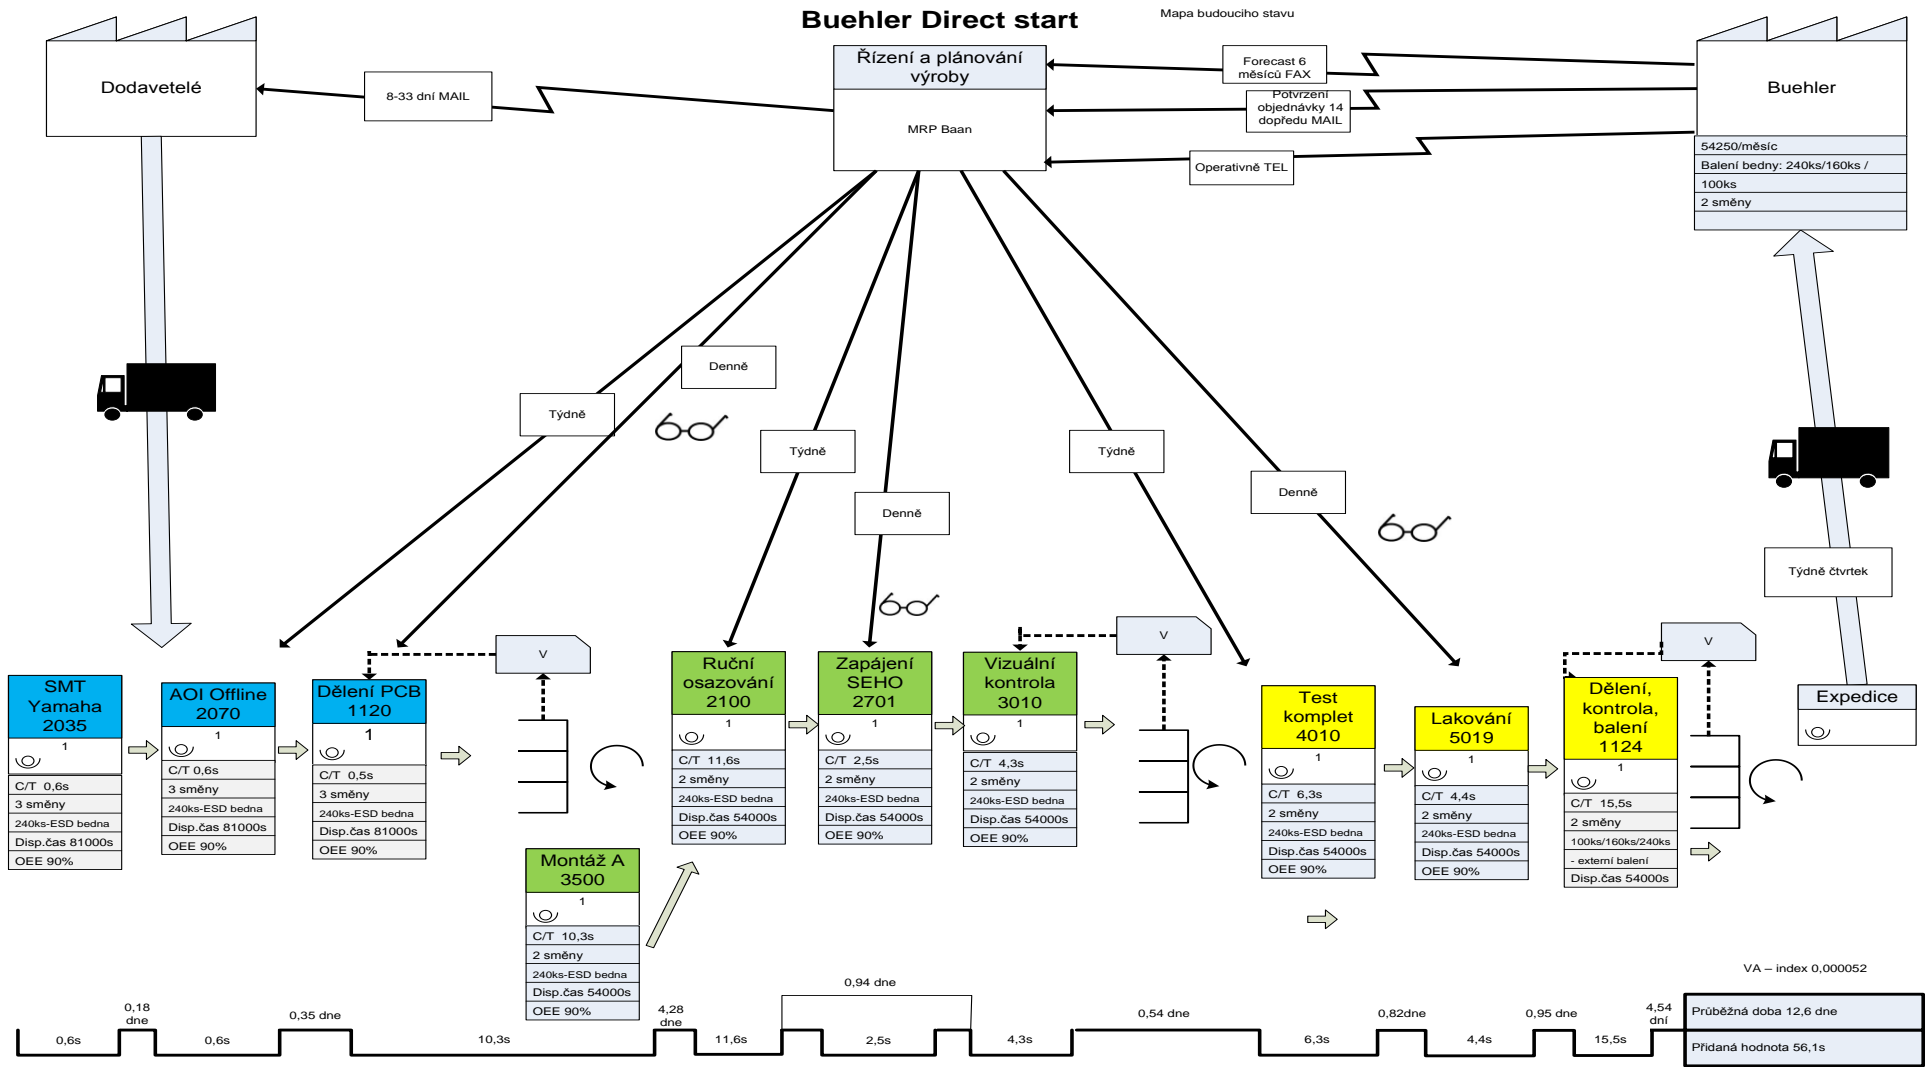 Buehler Direct start
Mapa budouciho stavu
Dodavetelé
8-33 dní MAIL
Řízení a plánování
výroby
MRP Baan
Forecast 6
měsíců FAX
Potvrzení
objednávky 14
dopředu MAIL
Operativně TEL
Buehler
54250/měsíc
Balení bedny: 240ks/160ks /
100ks
2 směny
Denně
Týdně
Týdně
Denně
Týdně
Denně
Týdně čtvrtek
V
V
V
SMT
Yamaha
2035
1
C/T 0,6s
3 směny
240ks-ESD bedna
Disp.čas 81000s
OEE 90%
AOI Offline
2070
1
C/T 0,6s
3 směny
240ks-ESD bedna
Disp.čas 81000s
OEE 90%
Dělení PCB
1120
1
C/T 0,5s
3 směny
240ks-ESD bedna
Disp.čas 81000s
OEE 90%
Montáž A
3500
1
C/T 10,3s
2 směny
240ks-ESD bedna
Disp.čas 54000s
OEE 90%
Ruční
osazování
2100
1
C/T 11,6s
2 směny
240ks-ESD bedna
Disp.čas 54000s
OEE 90%
Zapájení
SEHO
2701
1
C/T 2,5s
2 směny
240ks-ESD bedna
Disp.čas 54000s
OEE 90%
Vizuální
kontrola
3010
1
C/T 4,3s
2 směny
240ks-ESD bedna
Disp.čas 54000s
OEE 90%
Test
komplet
4010
1
C/T 6,3s
2 směny
240ks-ESD bedna
Disp.čas 54000s
OEE 90%
Lakování
5019
1
C/T 4,4s
2 směny
240ks-ESD bedna
Disp.čas 54000s
OEE 90%
Dělení,
kontrola,
balení
1124
1
C/T 15,5s
2 směny
100ks/160ks/240ks
- externí balení
Disp.čas 54000s
Expedice
VA – index 0,000052
0,6s
0,18
dne
0,6s
0,35 dne
10,3s
4,28
dne
11,6s
0,94 dne
2,5s
4,3s
0,54 dne
6,3s
0,82dne
4,4s
0,95 dne
15,5s
4,54
dní
Průběžná doba 12,6 dne
Přidaná hodnota 56,1s